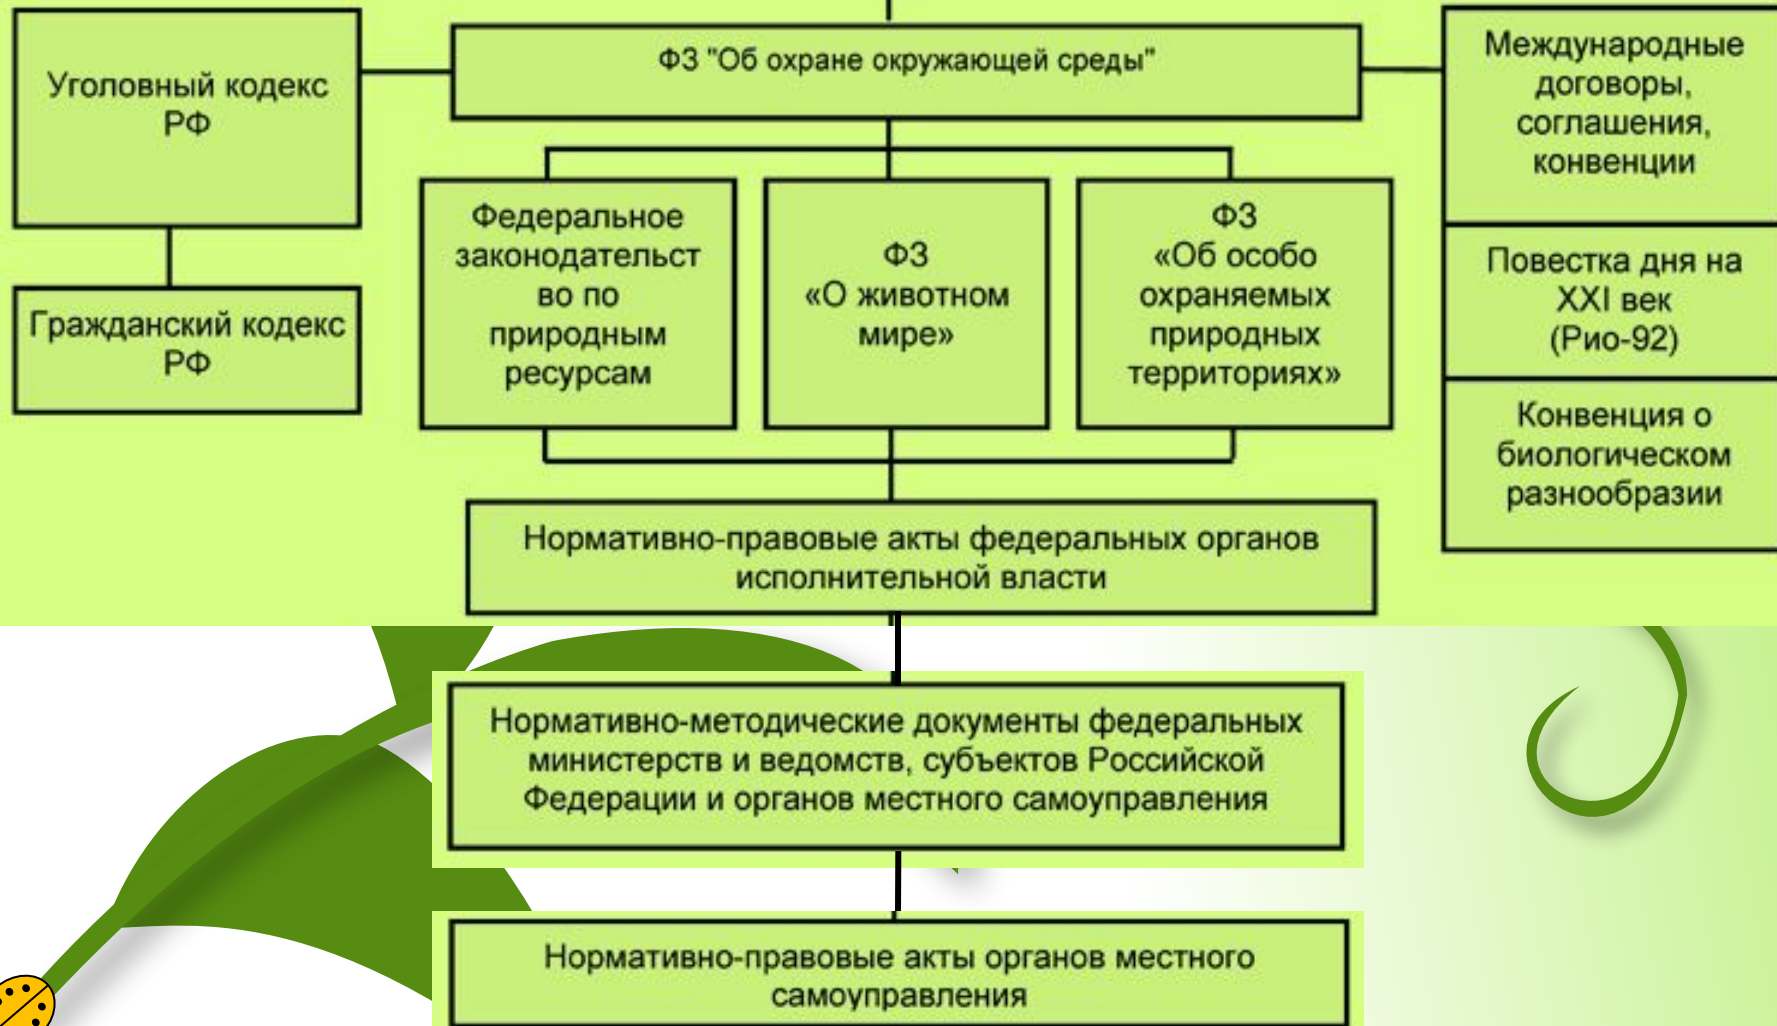 Уголовный кодекс
РФ
Гражданский кодекс
РФ
ФЗ "Об охране окружающей среды"
Федеральное
законодательст
во по
природным
ресурсам
ФЗ
«О животном
мире»
ФЗ
«Об особо
охраняемых
природных
территориях»
Международные
договоры,
соглашения,
конвенции
Повестка дня на
XXI век
(Рио-92)
Конвенция о
биологическом
разнообразии
Нормативно-правовые акты федеральных органов
исполнительной власти
Нормативно-методические документы федеральных
министерств и ведомств, субъектов Российской
Федерации и органов местного самоуправления
Нормативно-правовые акты органов местного
самоуправления